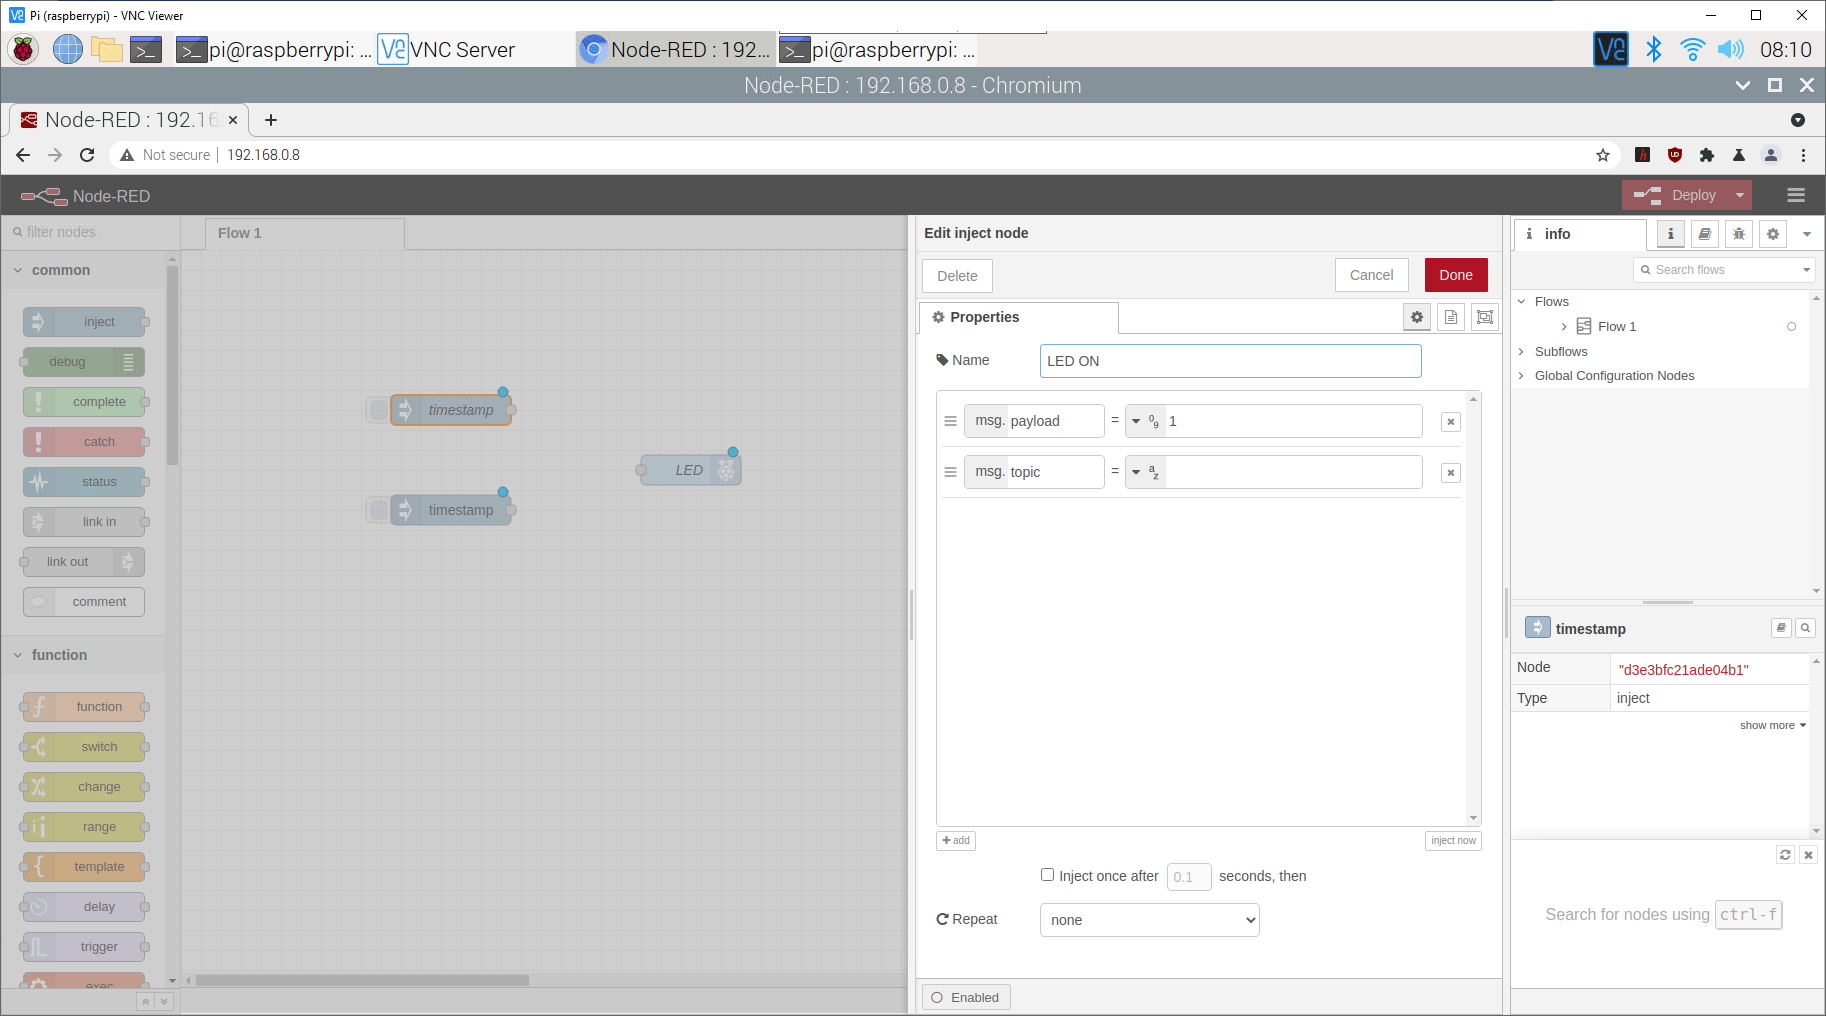 Pi (raspberrypi) - VNC Viewer
pi@raspberrypi: ...
VNC Server
Node-RED : 192...
pi@raspberrypi: ...
08:10
Node-RED : 192.168.0.8 - Chromium
Node-RED : 192.16
Not secure
192.168.0.8
Node-RED
Deploy
filter nodes
Flow 1
common
inject
debug
complete
catch
status
link in
link out
comment
function
function
switch
change
range
template
delay
trigger
exec
timestamp
LED
timestamp
Edit inject node
Delete
Cancel
Done
Properties
Name
LED ON
msg. payload = 1
msg. topic =
add
inject now
Inject once after 0.1 seconds, then
Repeat
none
Enabled
info
Search flows
Flows
Flow 1
Subflows
Global Configuration Nodes
timestamp
Node "d3e3bfc21ade04b1"
Type inject
show more
Search for nodes using ctrl-f